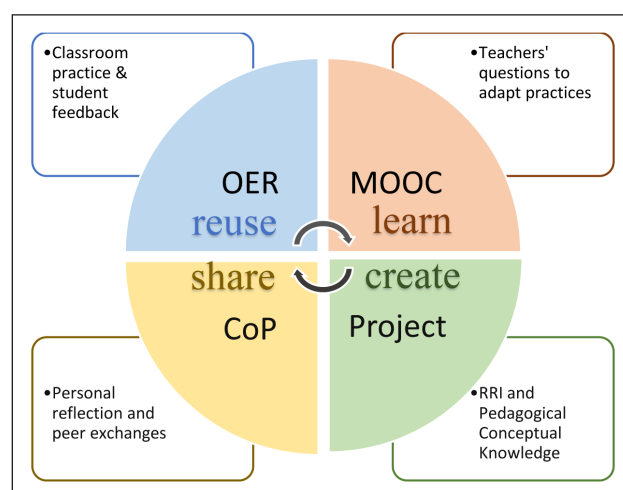 •Classroom
practice &
student
feedback
•Teachers'
questions to
adapt practices
OER
reuse
MOOC
learn
share
CoP
create
Project
•Personal
reflection and
peer exchanges
•RRI and
Pedagogical
Conceptual
Knowledge